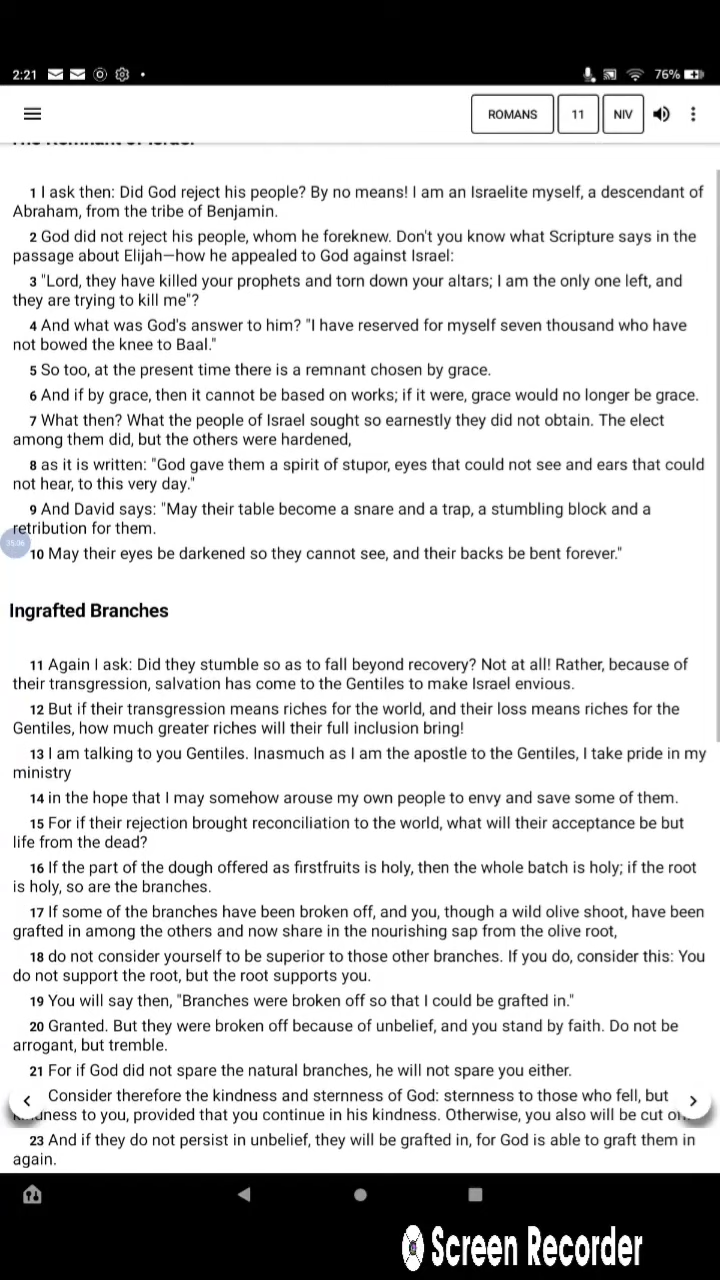 2:21
76%
ROMANS
11
NIV
The Remnant of Israel
1 I ask then: Did God reject his people? By no means! I am an Israelite myself, a descendant of
Abraham, from the tribe of Benjamin.
2 God did not reject his people, whom he foreknew. Don't you know what Scripture says in the
passage about Elijah—how he appealed to God against Israel:
3 "Lord, they have killed your prophets and torn down your altars; I am the only one left, and
they are trying to kill me"?
4 And what was God's answer to him? "I have reserved for myself seven thousand who have
not bowed the knee to Baal."
5 So too, at the present time there is a remnant chosen by grace.
6 And if by grace, then it cannot be based on works; if it were, grace would no longer be grace.
7 What then? What the people of Israel sought so earnestly they did not obtain. The elect
among them did, but the others were hardened,
8 as it is written: "God gave them a spirit of stupor, eyes that could not see and ears that could
not hear, to this very day."
9 And David says: "May their table become a snare and a trap, a stumbling block and a
retribution for them.
10 May their eyes be darkened so they cannot see, and their backs be bent forever."
Ingrafted Branches
11 Again I ask: Did they stumble so as to fall beyond recovery? Not at all! Rather, because of
their transgression, salvation has come to the Gentiles to make Israel envious.
12 But if their transgression means riches for the world, and their loss means riches for the
Gentiles, how much greater riches will their full inclusion bring!
13 I am talking to you Gentiles. Inasmuch as I am the apostle to the Gentiles, I take pride in my
ministry
14 in the hope that I may somehow arouse my own people to envy and save some of them.
15 For if their rejection brought reconciliation to the world, what will their acceptance be but
life from the dead?
16 If the part of the dough offered as firstfruits is holy, then the whole batch is holy; if the root
is holy, so are the branches.
17 If some of the branches have been broken off, and you, though a wild olive shoot, have been
grafted in among the others and now share in the nourishing sap from the olive root,
18 do not consider yourself to be superior to those other branches. If you do, consider this: You
do not support the root, but the root supports you.
19 You will say then, "Branches were broken off so that I could be grafted in."
20 Granted. But they were broken off because of unbelief, and you stand by faith. Do not be
arrogant, but tremble.
21 For if God did not spare the natural branches, he will not spare you either.
Consider therefore the kindness and sternness of God: sternness to those who fell, but
to you, provided that you continue in his kindness. Otherwise, you also will be cut
23 And if they do not persist in unbelief, they will be grafted in, for God is able to graft them in
again.
Screen Recorder